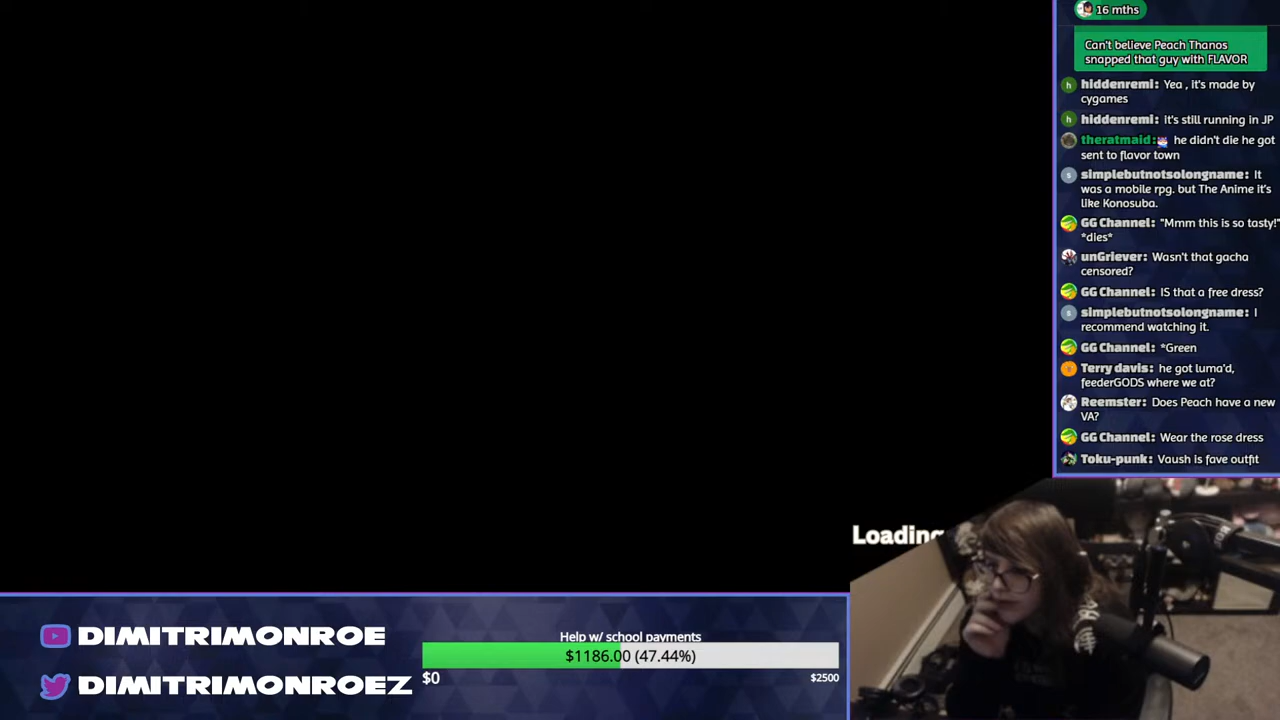 16 mths
Can't believe Peach Thanos
snapped that guy with FLAVOR
hiddenremi: Yea , it's made by
cygames
hiddenremi: it's still running in JP
theratmaid: he didn't die he got
sent to flavor town
simplebutnotsolongname: It
was a mobile rpg. but The Anime it's
like Konosuba.
GG Channel: "Mmm this is so tasty!"
*dies*
unGriever: Wasn't that gacha
censored?
GG Channel: IS that a free dress?
simplebutnotsolongname: I
recommend watching it.
GG Channel: *Green
Terry davis: he got luma'd,
feederGODS where we at?
Reemster: Does Peach have a new
VA?
GG Channel: Wear the rose dress
Toku-punk: Vaush is fave outfit
Loading
DIMITRIMONROE
DIMITRIMONROEZ
Help w/ school payments
$1186.00 (47.44%)
$0
$2500